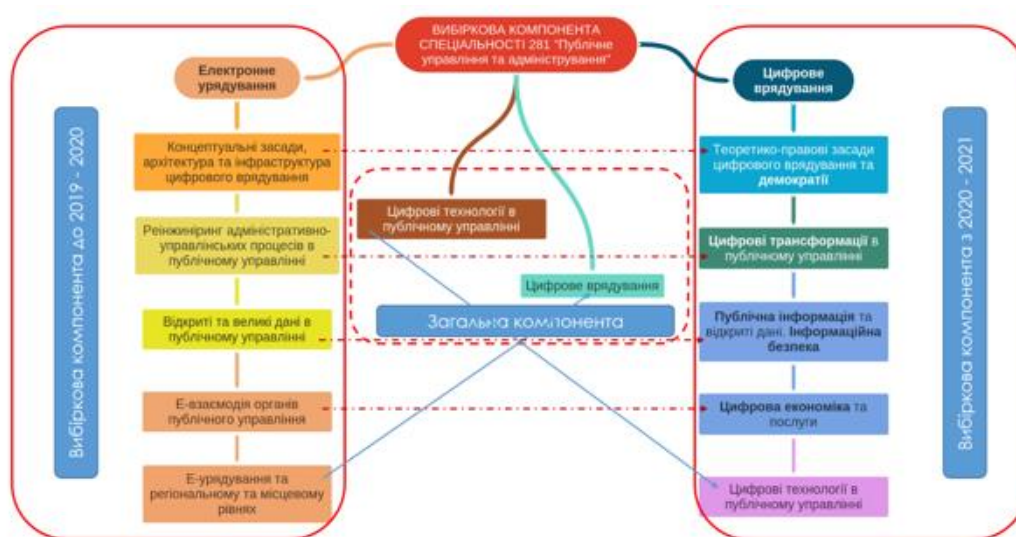 ВИБІРКОВА КОМПОНЕНТА
СПЕЦІАЛЬНОСТІ 281 "Публічне
управління та адміністрування"
Вибіркова компонента до 2019 - 2020
Електронне
урядування
Концептуальні засади,
архітектура та інфраструктура
цифрового врядування
Реінжиніринг адміністративно-
управлінських процесів в
публічному управлінні
Відкриті та великі дані в
публічному управлінні
Е-взаємодія органів
публічного управління
Е-урядування та
регіональному та місцевому
рівнях
Цифрові технології в
публічному управлінні
Цифрове врядування
Загальна компонента
Цифрове
врядування
Теоретико-правові засади
цифрового врядування та
демократії
Цифрові трансформації в
публічному управлінні
Публічна інформація та
відкриті дані. Інформаційна
безпека
Цифрова економіка та
послуги
Цифрові технології в
публічному управлінні
Вибіркова компонента з 2020 - 2021